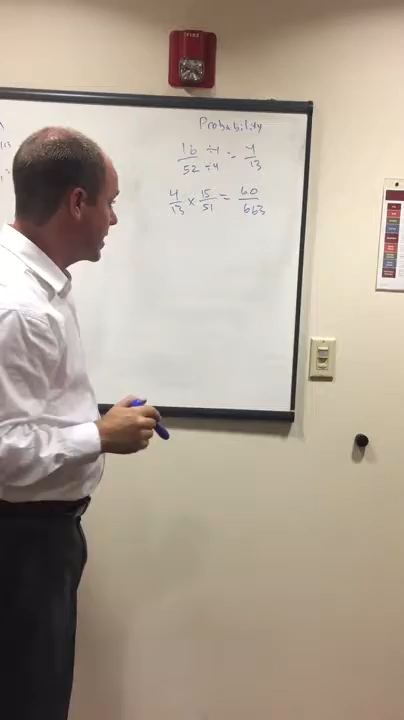 FIRE
Probability
16/52 ÷4/÷4 = 4/13
4/13 × 15/51 = 60/663